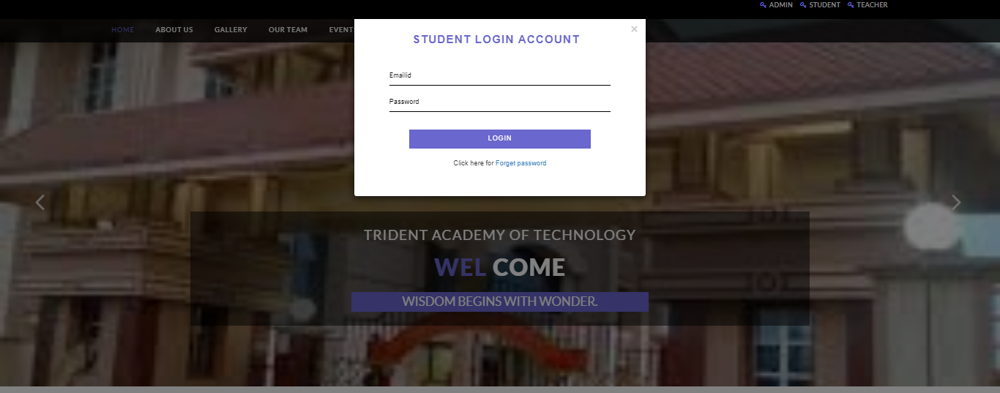 ADMIN STUDENT TEACHER
HOME ABOUT US GALLERY OUR TEAM EVENTS
×
STUDENT LOGIN ACCOUNT
Emailid
Password
LOGIN
Click here for Forget password
TRIDENT ACADEMY OF TECHNOLOGY
WEL COME
WISDOM BEGINS WITH WONDER.